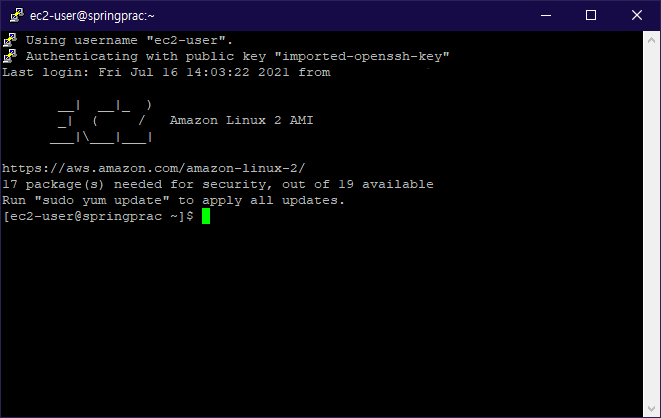 ec2-user@springprac:~
Using username "ec2-user".
Authenticating with public key "imported-openssh-key"
Last login: Fri Jul 16 14:03:22 2021 from

       __|  __|_  )
       _|  (     /   Amazon Linux 2 AMI
      ___|\___|___|

https://aws.amazon.com/amazon-linux-2/
17 package(s) needed for security, out of 19 available
Run "sudo yum update" to apply all updates.
[ec2-user@springprac ~]$